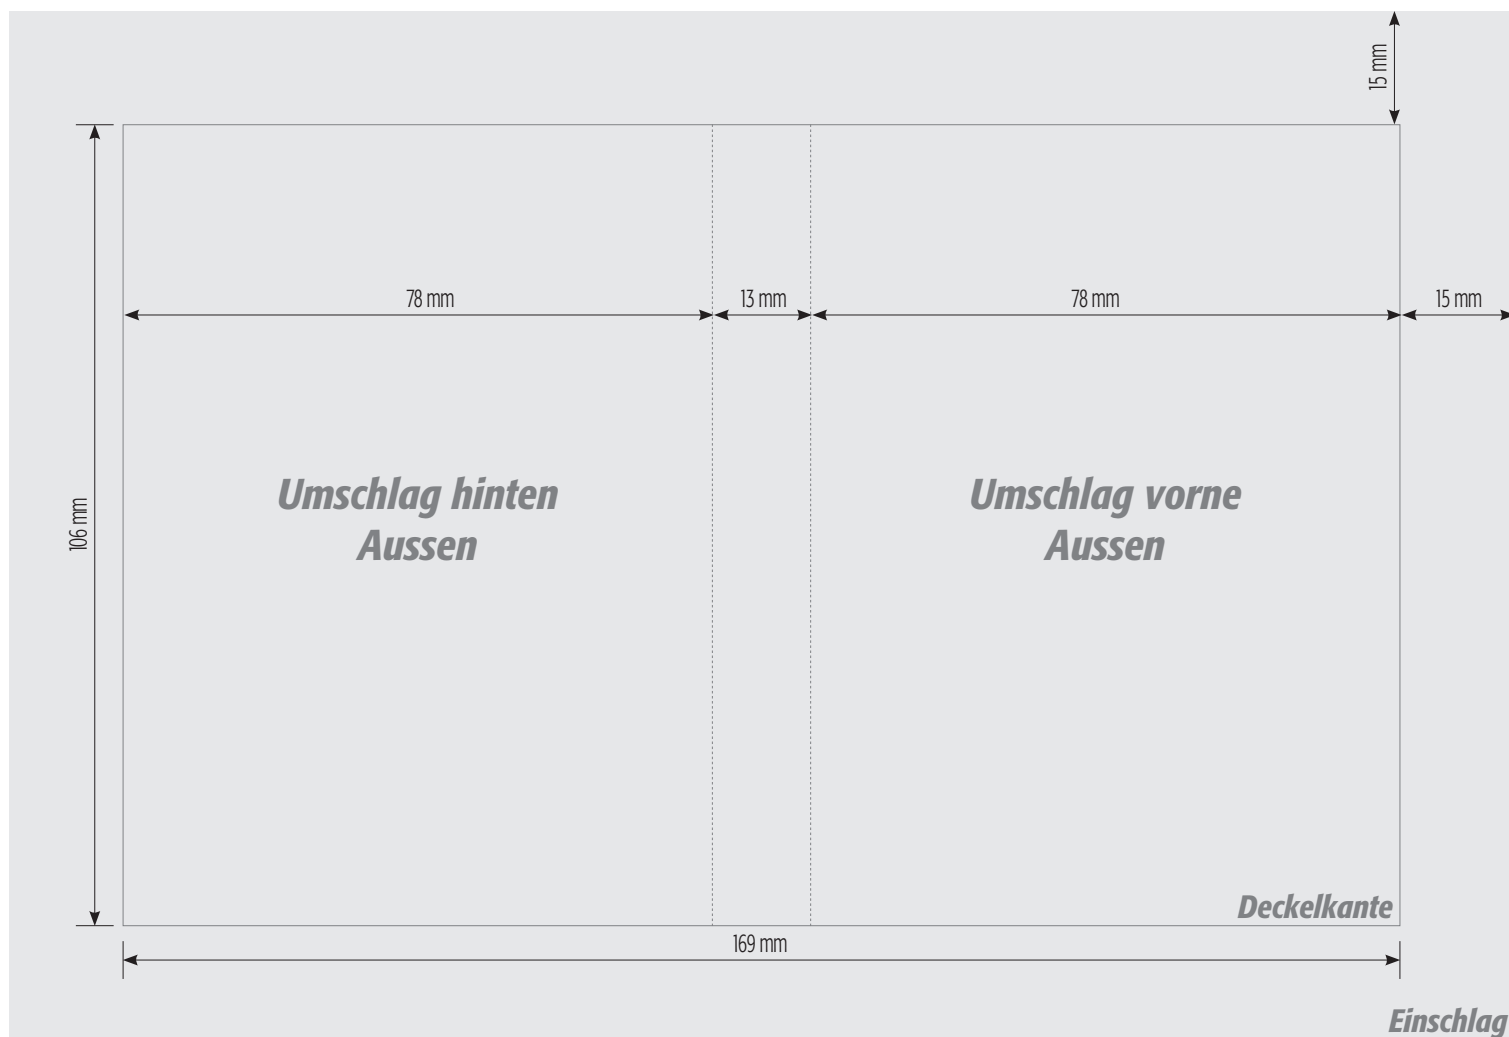 15 mm
78 mm
13 mm
78 mm
15 mm
106 mm
Umschlag hinten
Aussen
Umschlag vorne
Aussen
Deckelkante
169 mm
Einschlag